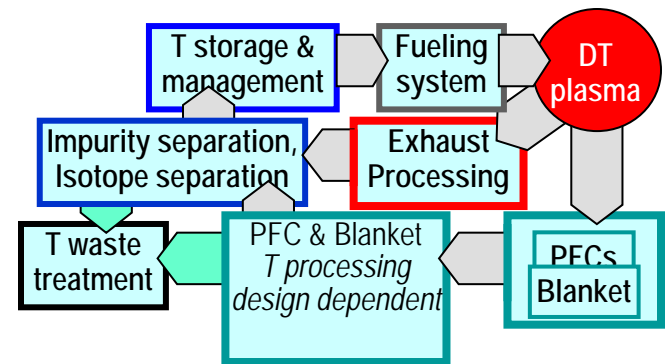 T storage &
management
Fueling
system
DT
plasma
Impurity separation,
Isotope separation
Exhaust
Processing
T waste
treatment
PFC & Blanket
T processing
design dependent
PFCs
Blanket